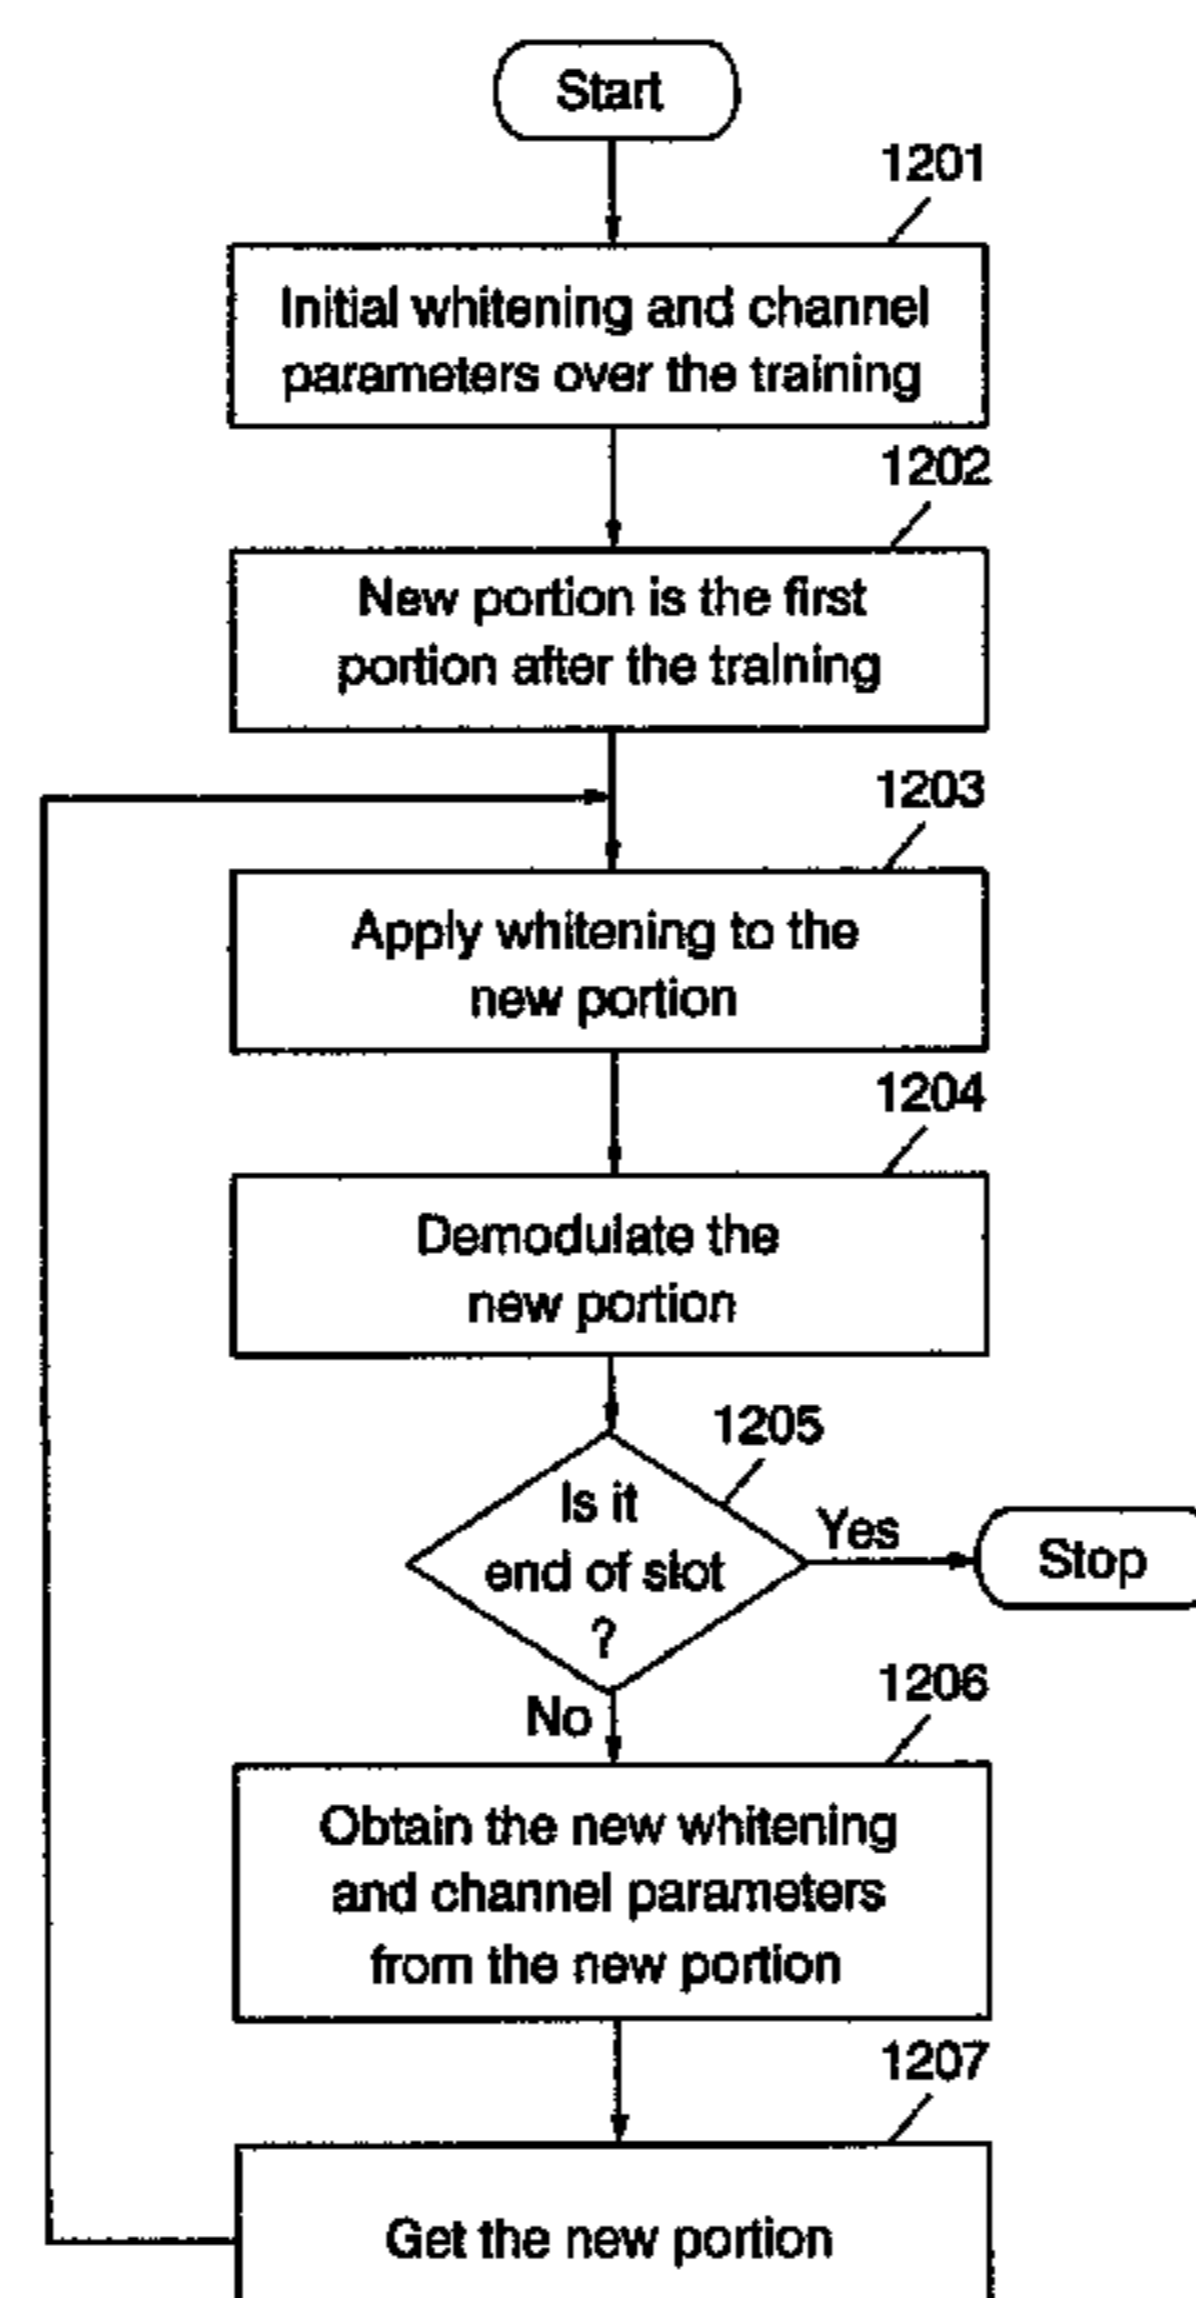 Start
1201
Initial whitening and channel
parameters over the training
1202
New portion is the first
portion after the training
1203
Apply whitening to the
new portion
1204
Demodulate the
new portion
1205
Is it
end of slot
?
Yes
Stop
No
1206
Obtain the new whitening
and channel parameters
from the new portion
1207
Get the new portion